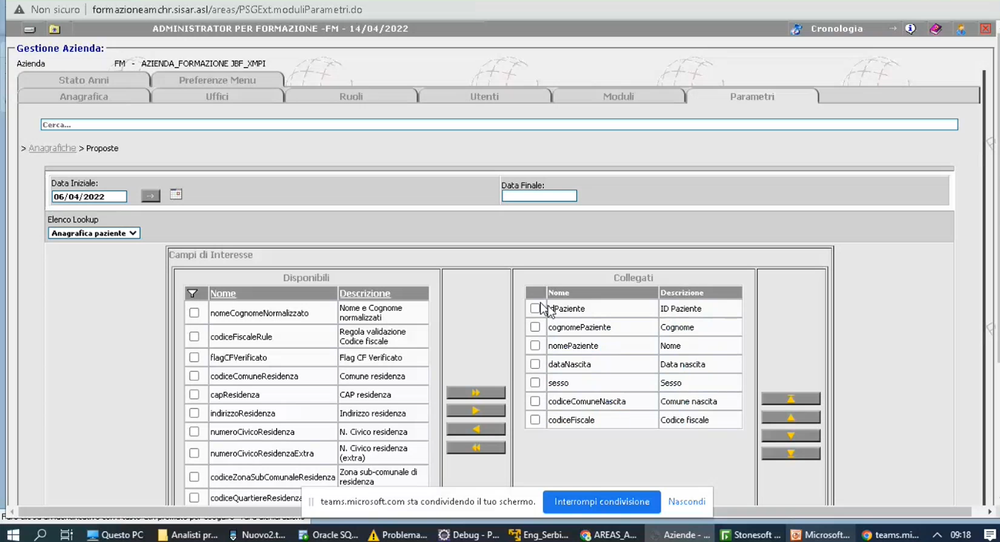 Non sicuro | formazioneamchr.sisar.asl/areas/PSGExt.moduliParametri.do
ADMINISTRATOR PER FORMAZIONE -FM - 14/04/2022
Cronologia
Gestione Azienda:
Azienda FM - AZIENDA_FORMAZIONE JBF_XMPI
Stato Anni Preferenze Menu
Anagrafica Uffici Ruoli Utenti Moduli Parametri
Cerca...
> Anagrafiche > Proposte
Data Iniziale: Data Finale:
06/04/2022
Elenco Lookup
Anagrafica paziente
Campi di Interesse
Disponibili
Nome Descrizione
nomeCognomeNormalizzato Nome e Cognome
normalizzati
codiceFiscaleRule Regola validazione
Codice fiscale
flagCFVerificato Flag CF Verificato
codiceComuneResidenza Comune residenza
capResidenza CAP residenza
indirizzoResidenza Indirizzo residenza
numeroCivicoResidenza N. Civico residenza
numeroCivicoResidenzaExtra N. Civico residenza
(extra)
codiceZonaSubComunaleResidenza Zona sub-comunale di
residenza
codiceQuartiereResidenza
Collegati
Nome Descrizione
idPaziente ID Paziente
cognomePaziente Cognome
nomePaziente Nome
dataNascita Data nascita
sesso Sesso
codiceComuneNascita Comune nascita
codiceFiscale Codice fiscale
teams.microsoft.com sta condividendo il tuo schermo. Interrompi condivisione Nascondi
Questo PC Analisti pr... Nuovo2.t... Oracle SQ... Problema... Debug - P... Eng_Serbi... AREAS_A... Aziende - ... Stonesoft ... Microsoft... teams.mi... 09:18